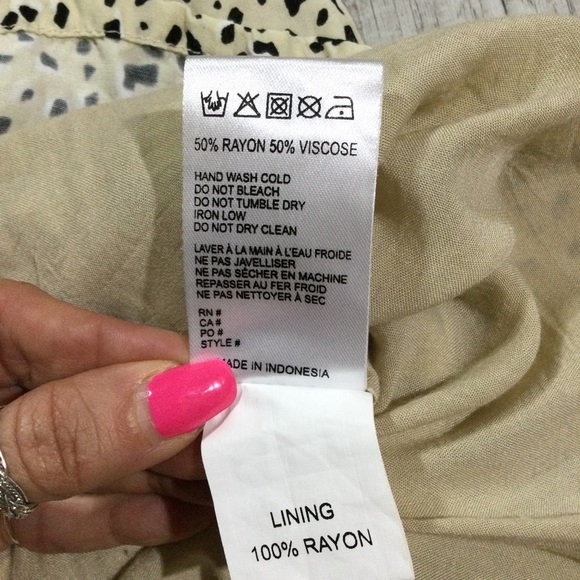 50% RAYON 50% VISCOSE
HAND WASH COLD
DO NOT BLEACH
DO NOT TUMBLE DRY
IRON LOW
DO NOT DRY CLEAN
LAVER À LA MAIN À L'EAU FROIDE
NE PAS JAVELLISER
NE PAS SÉCHER EN MACHINE
REPASSER AU FER FROID
NE PAS NETTOYER À SEC
RN #
CA #
PO #
STYLE #
MADE IN INDONESIA
LINING
100% RAYON